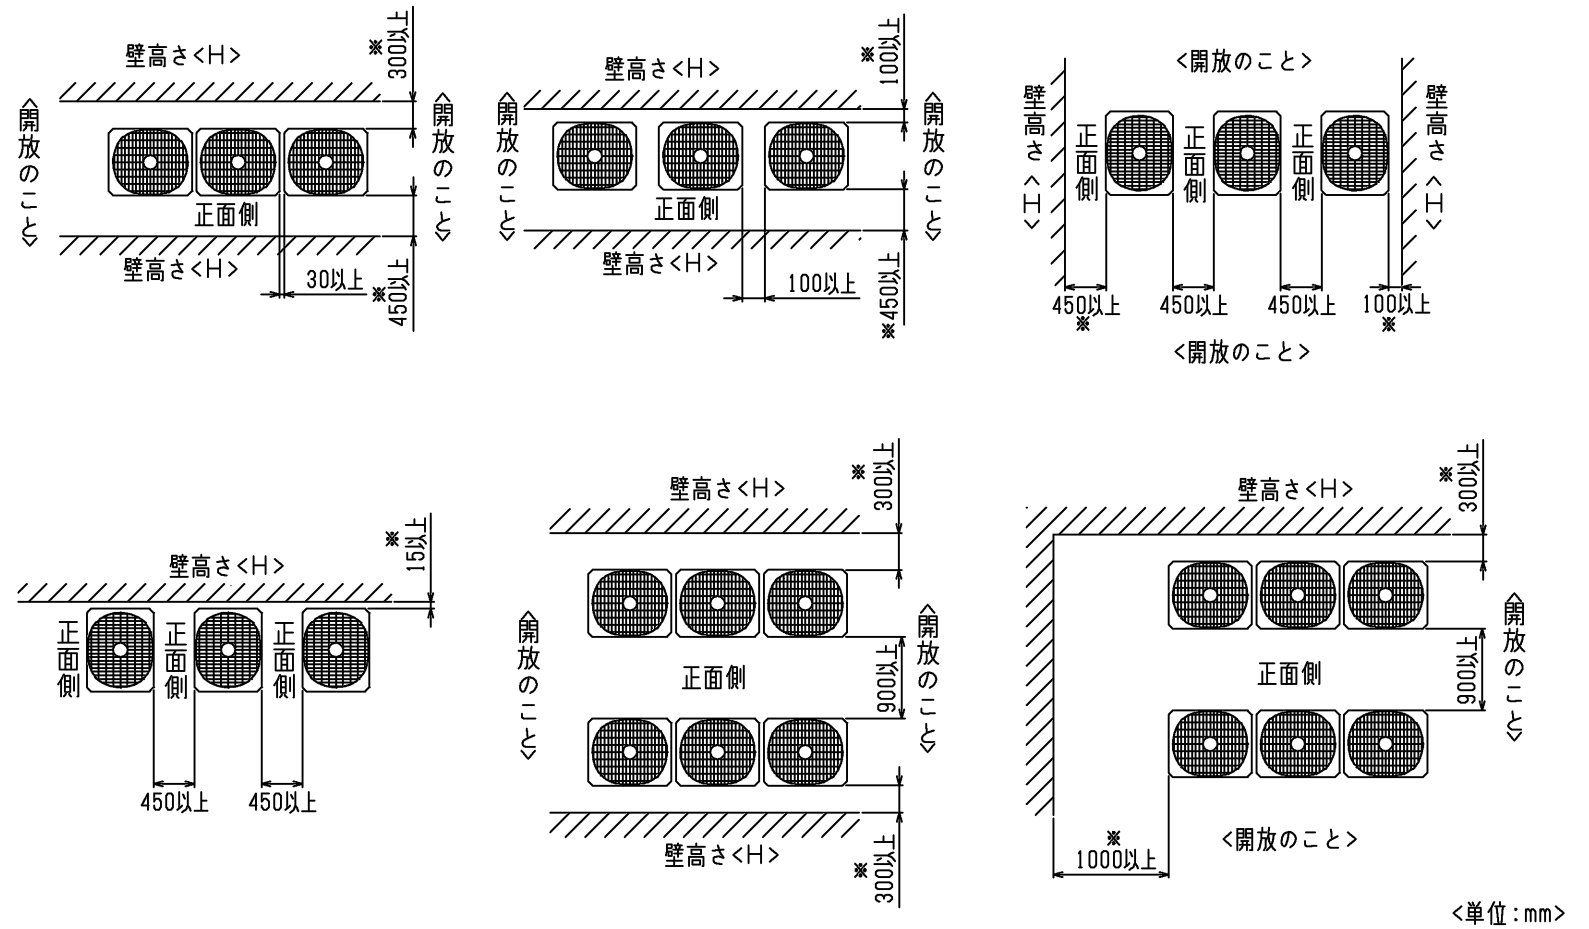 壁高さ<H>
※
300以上
<開放のこと>
<開放のこと>
正面側
壁高さ<H>
30以上
※
450以上
壁高さ<H>
※
100以上
<開放のこと>
<開放のこと>
正面側
壁高さ<H>
100以上
※450以上
<開放のこと>
壁高さ<H>
正面側
正面側
正面側
壁高さ<H>
450以上
※
450以上
450以上
100以上
※
<開放のこと>
壁高さ<H>
※
15以上
正面側
正面側
正面側
450以上
450以上
壁高さ<H>
※
300以上
<開放のこと>
正面側
900以上
<開放のこと>
壁高さ<H>
※
300以上
壁高さ<H>
※
300以上
正面側
900以上
<開放のこと>
※
1000以上
<開放のこと>
<単位:mm>